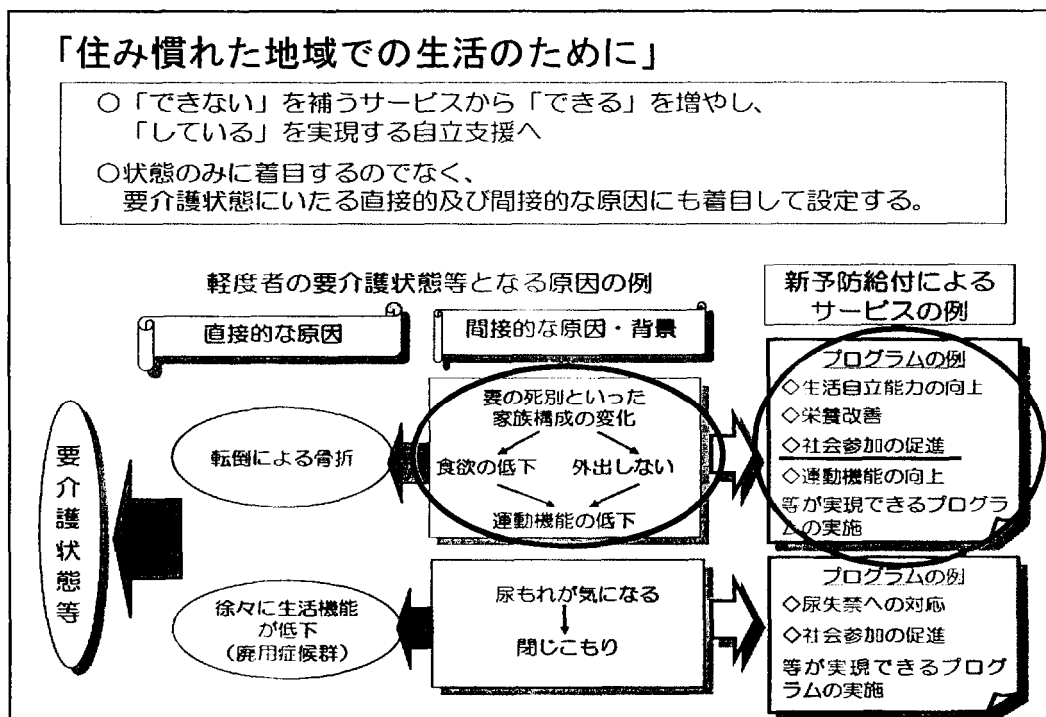 「住み慣れた地域での生活のために」
○「できない」を補うサービスから「できる」を増やし、
「している」を実現する自立支援へ
○状態のみに着目するのでなく、
要介護状態にいたる直接的及び間接的な原因にも着目して設定する。
軽度者の要介護状態等となる原因の例
新予防給付による
サービスの例
直接的な原因
間接的な原因・背景
要介護状態等
転倒による骨折
妻の死別といった
家族構成の変化
食欲の低下
外出しない
運動機能の低下
プログラムの例
◇生活自立能力の向上
◇栄養改善
◇社会参加の促進
◇運動機能の向上
等が実現できるプログラ
ムの実施
徐々に生活機能
が低下
（廃用症候群）
尿もれが気になる
閉じこもり
プログラムの例
◇尿失禁への対応
◇社会参加の促進
等が実現できるプログ
ラムの実施